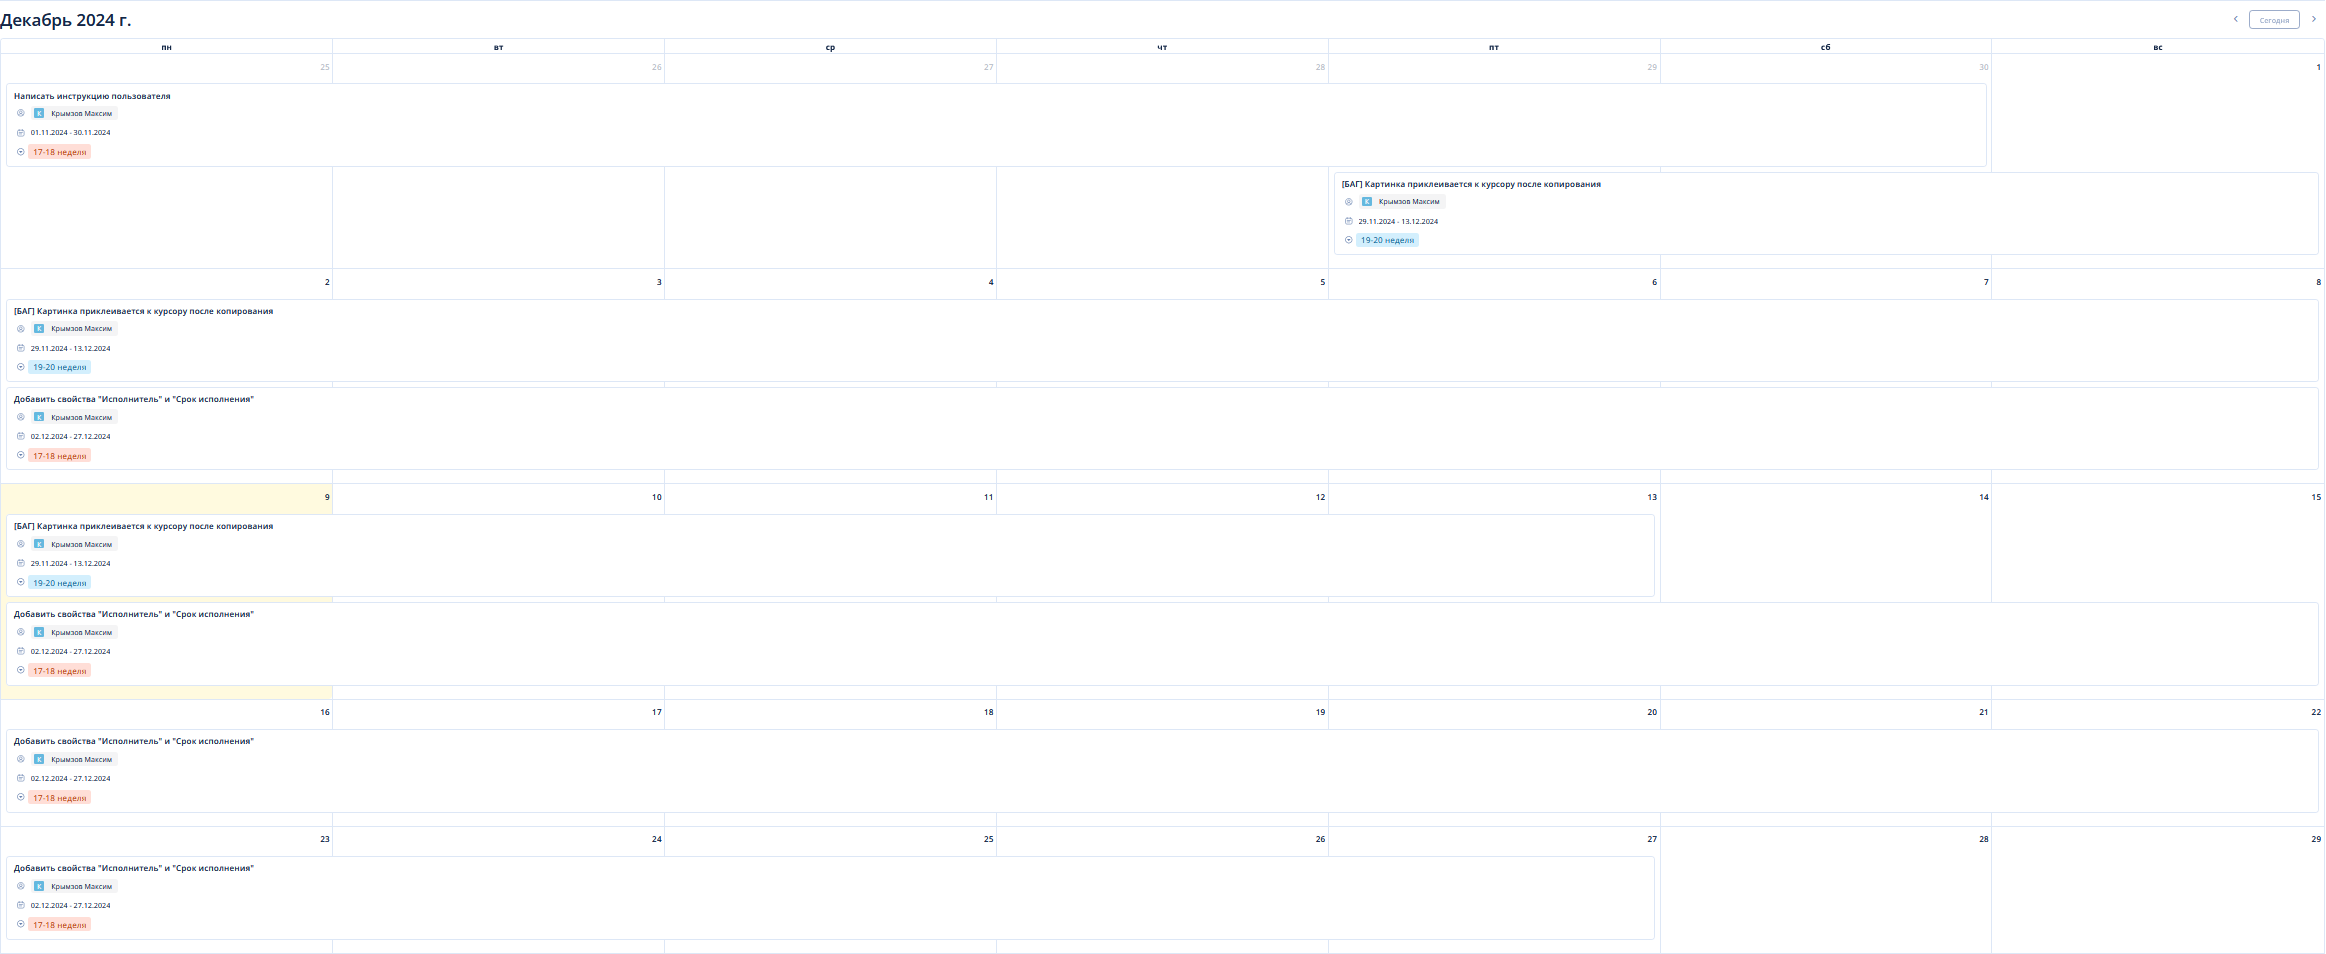 Декабрь 2024 г.
Сегодня
пн вт ср чт пт сб вс
25 26 27 28 29 30 1
Написать инструкцию пользователя
К Крымзов Максим
01.11.2024 - 30.11.2024
17-18 неделя
[БАГ] Картинка приклеивается к курсору после копирования
К Крымзов Максим
29.11.2024 - 13.12.2024
19-20 неделя
2 3 4 5 6 7 8
[БАГ] Картинка приклеивается к курсору после копирования
К Крымзов Максим
29.11.2024 - 13.12.2024
19-20 неделя
Добавить свойства "Исполнитель" и "Срок исполнения"
К Крымзов Максим
02.12.2024 - 27.12.2024
17-18 неделя
9 10 11 12 13 14 15
[БАГ] Картинка приклеивается к курсору после копирования
К Крымзов Максим
29.11.2024 - 13.12.2024
19-20 неделя
Добавить свойства "Исполнитель" и "Срок исполнения"
К Крымзов Максим
02.12.2024 - 27.12.2024
17-18 неделя
16 17 18 19 20 21 22
Добавить свойства "Исполнитель" и "Срок исполнения"
К Крымзов Максим
02.12.2024 - 27.12.2024
17-18 неделя
23 24 25 26 27 28 29
Добавить свойства "Исполнитель" и "Срок исполнения"
К Крымзов Максим
02.12.2024 - 27.12.2024
17-18 неделя